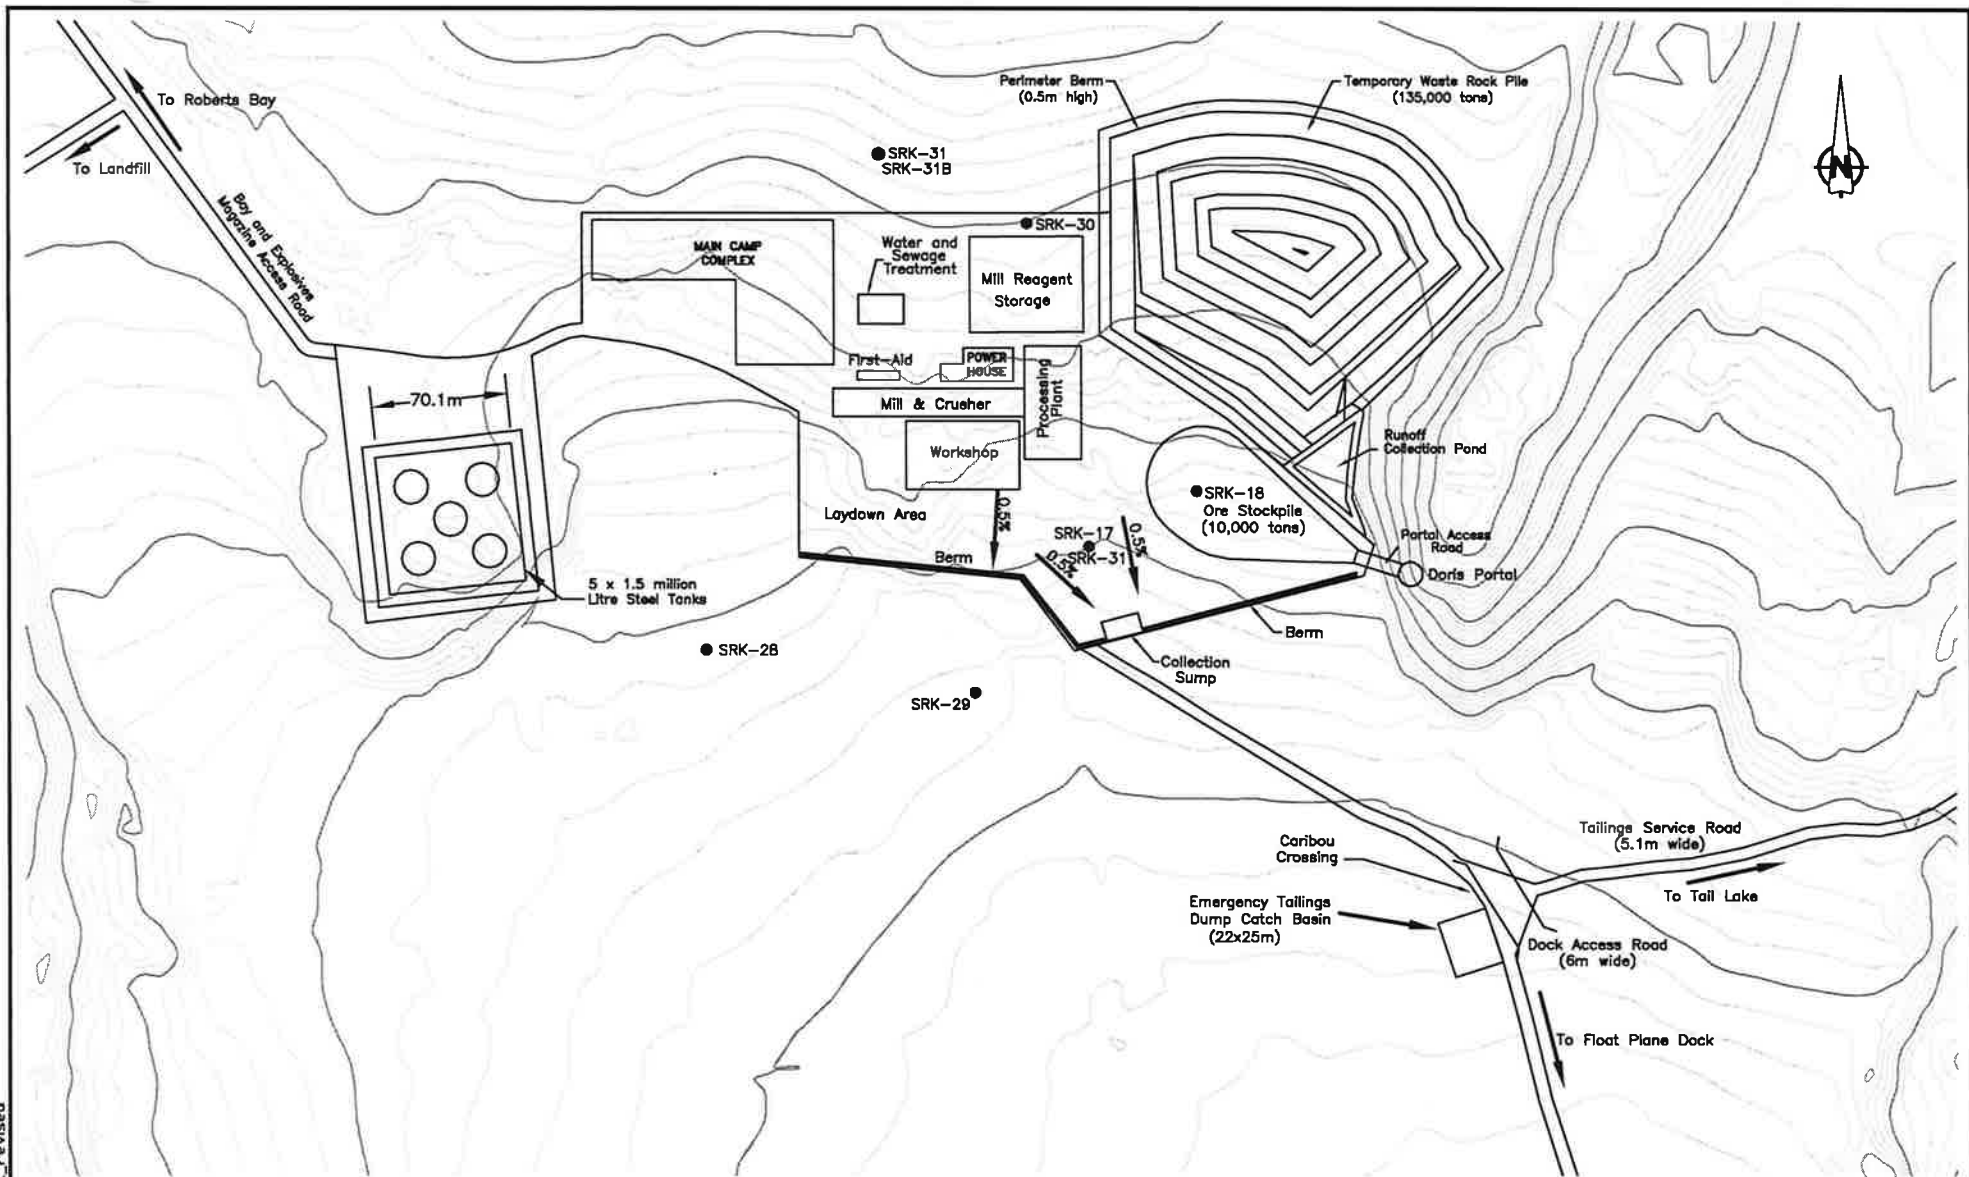 To Roberts Bay
To Landfill
Bay and Explosives
Magazine Access Road
Perimeter Berm
(0.5m high)
Temporary Waste Rock Pile
(135,000 tons)
N
SRK-31
SRK-31B
SRK-30
MAIN CAMP
COMPLEX
Water and
Sewage
Treatment
Mill Reagent
Storage
First-Aid
POWER
HOUSE
Processing
Plant
Mill & Crusher
Workshop
70.1m
Runoff
Collection Pond
SRK-18
Ore Stockpile
(10,000 tons)
Laydown Area
0.5%
SRK-17
SRK-31
0.5%
0.5%
Portal Access
Road
Doris Portal
Berm
5 x 1.5 million
Litre Steel Tanks
Berm
SRK-28
Collection
Sump
SRK-29
Caribou
Crossing
Tailings Service Road
(5.1m wide)
To Tail Lake
Emergency Tailings
Dump Catch Basin
(22x25m)
Dock Access Road
(6m wide)
To Float Plane Dock